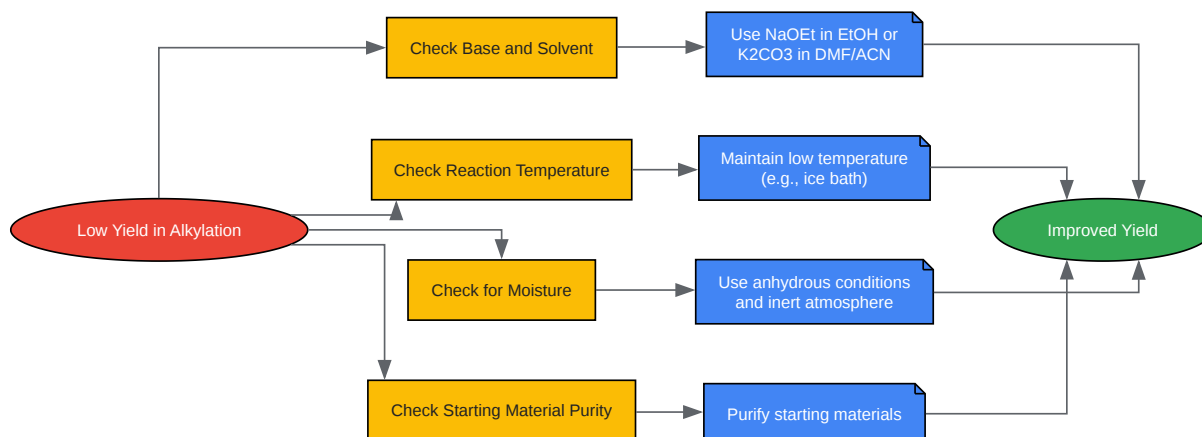 Check Base and Solvent
Use NaOEt in EtOH or
K2CO3 in DMF/ACN
Check Reaction Temperature
Maintain low temperature
(e.g., ice bath)
Low Yield in Alkylation
Improved Yield
Check for Moisture
Use anhydrous conditions
and inert atmosphere
Check Starting Material Purity
Purify starting materials